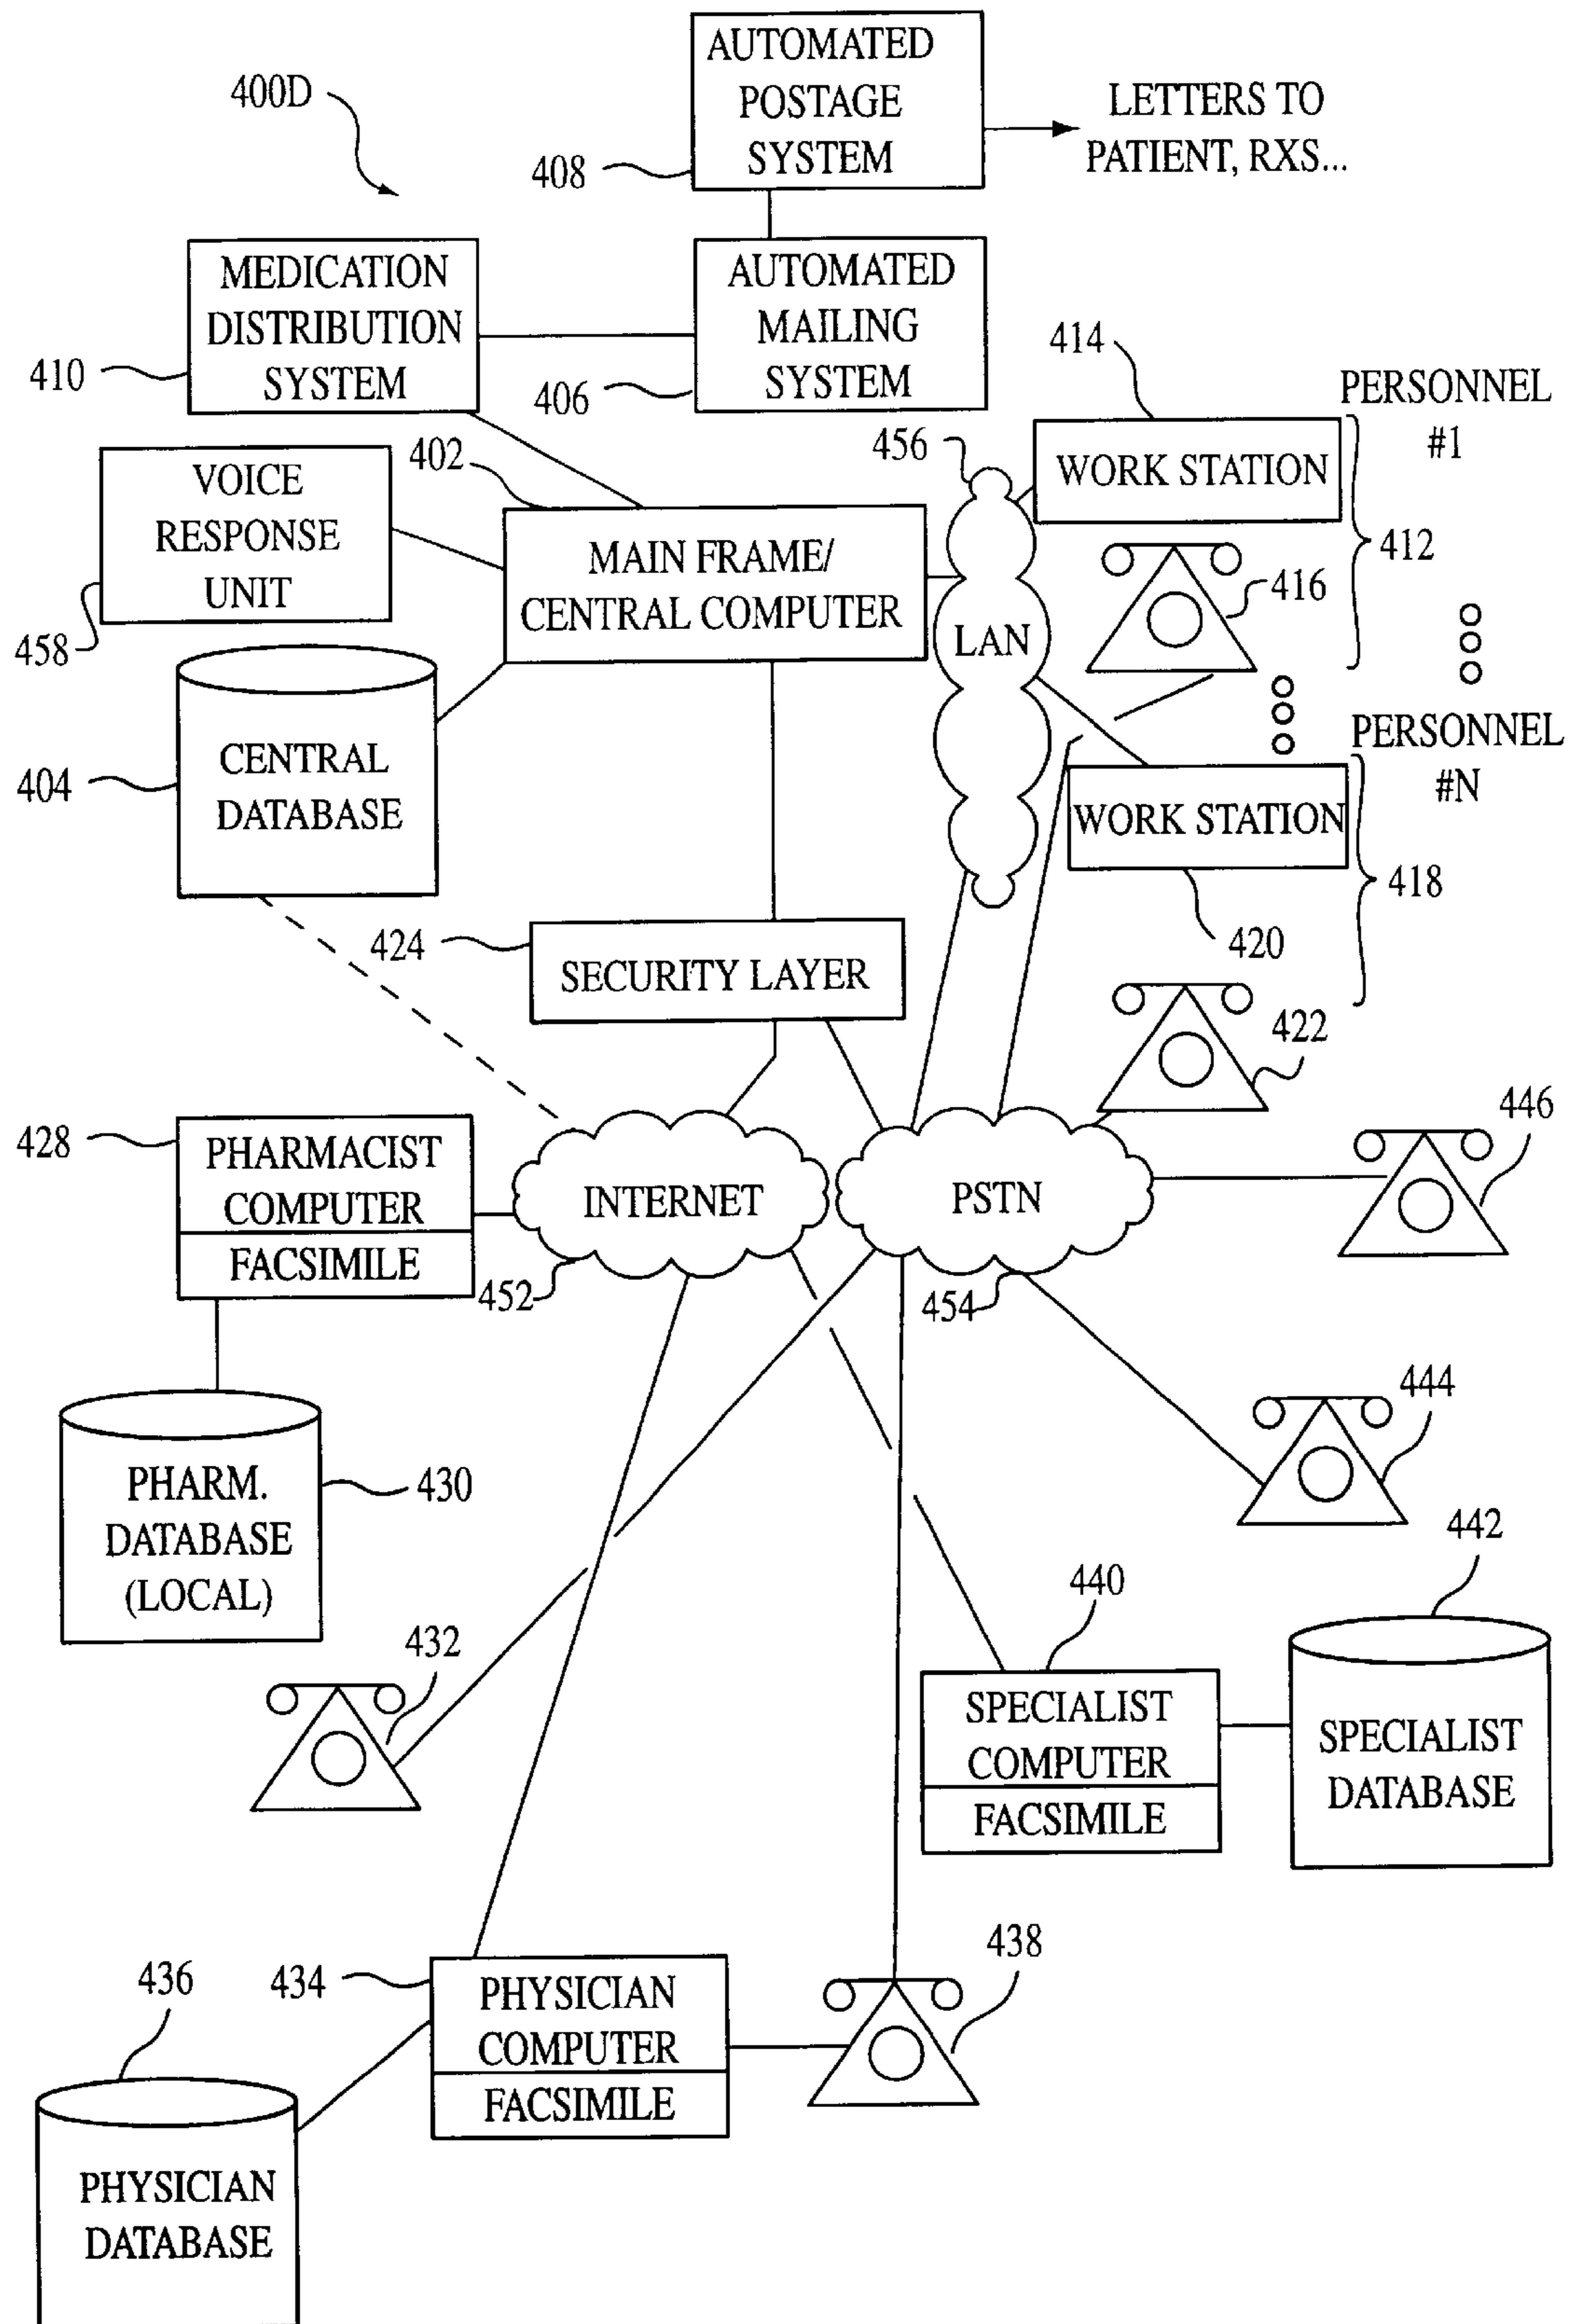 400D
AUTOMATED
POSTAGE
SYSTEM
408
LETTERS TO
PATIENT, RXS...
MEDICATION
DISTRIBUTION
SYSTEM
410
AUTOMATED
MAILING
SYSTEM
406
414
PERSONNEL
#1
WORK STATION
412
416
456
402
VOICE
RESPONSE
UNIT
458
MAIN FRAME/
CENTRAL COMPUTER
LAN
CENTRAL
DATABASE
404
PERSONNEL
#N
WORK STATION
418
420
424
SECURITY LAYER
422
428
PHARMACIST
COMPUTER
FACSIMILE
INTERNET
452
PSTN
454
446
444
PHARM.
DATABASE
(LOCAL)
430
432
440
442
SPECIALIST
COMPUTER
FACSIMILE
SPECIALIST
DATABASE
436
434
PHYSICIAN
COMPUTER
FACSIMILE
438
PHYSICIAN
DATABASE